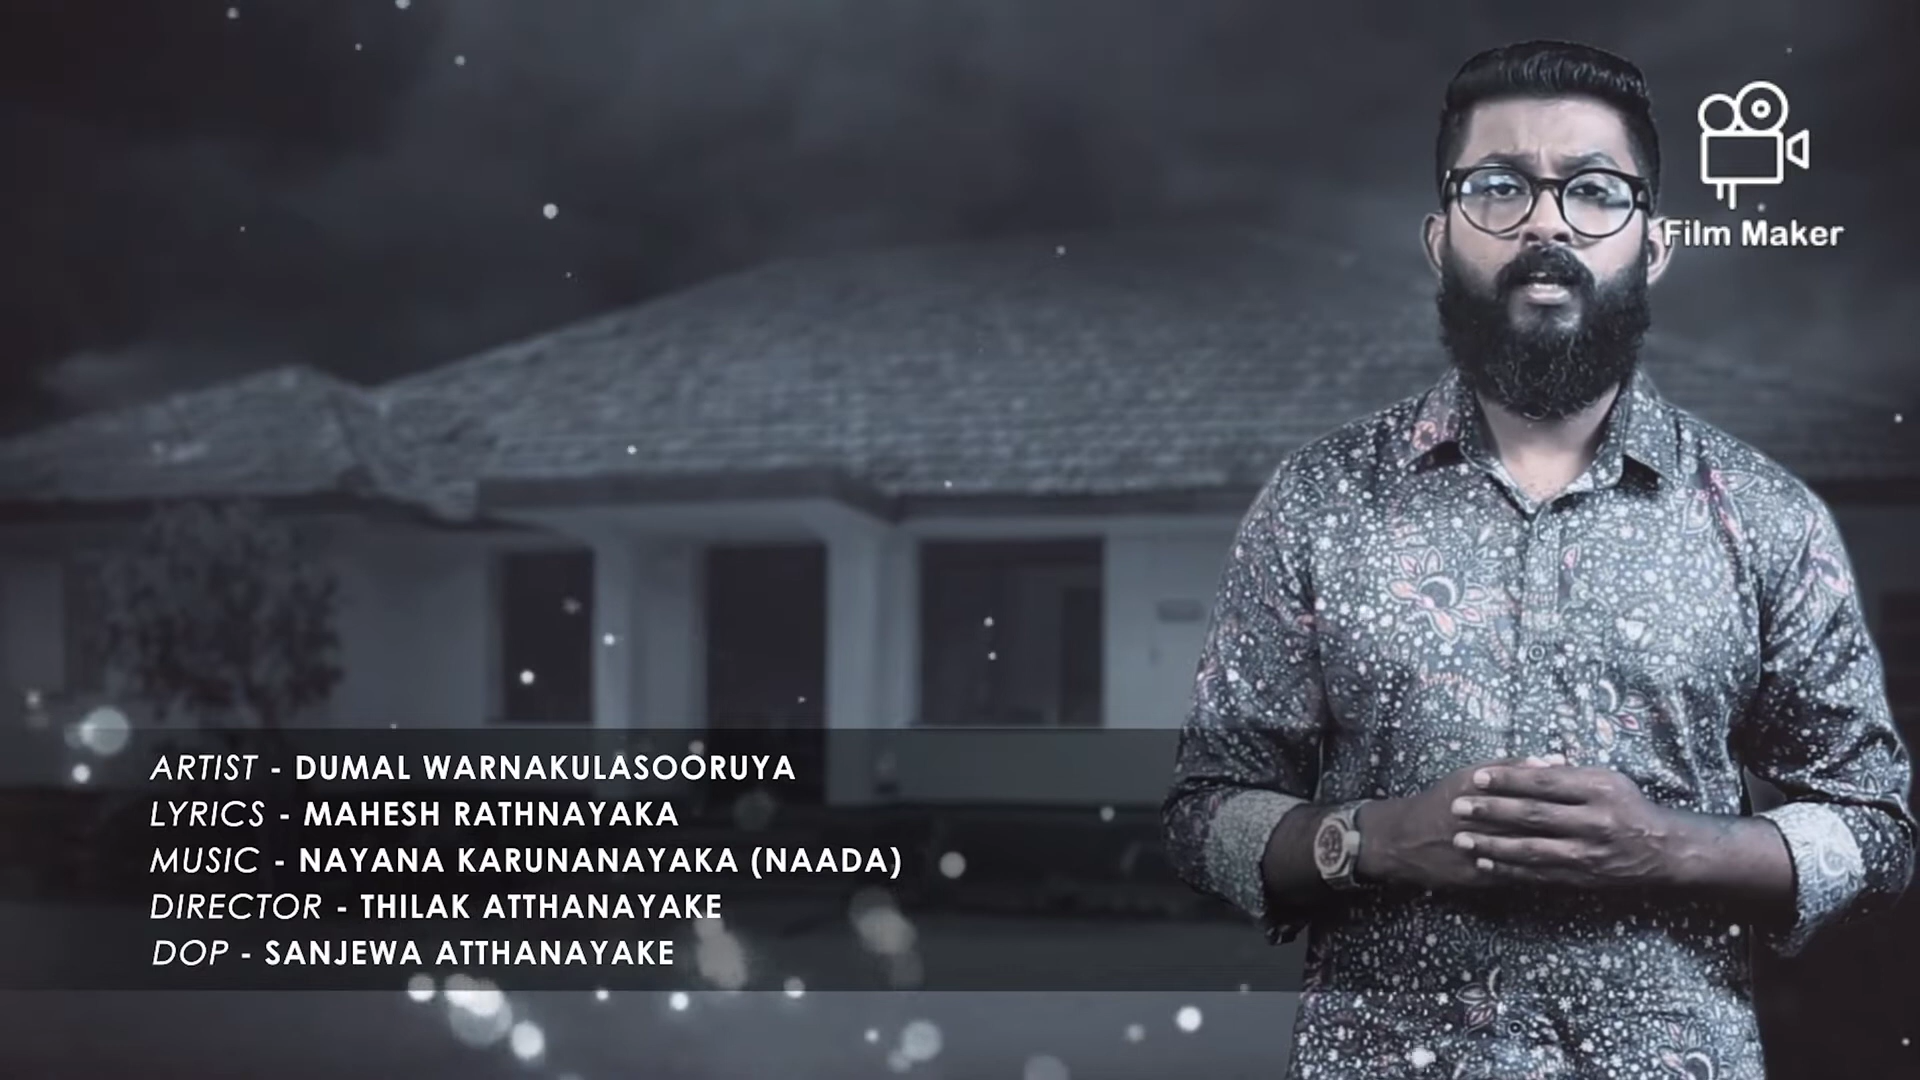 Film Maker
ARTIST - DUMAL WARNAKULASOORUYA
LYRICS - MAHESH RATHNAYAKA
MUSIC - NAYANA KARUNANAYAKA (NAADA)
DIRECTOR - THILAK ATTHANAYAKE
DOP - SANJEWA ATTHANAYAKE